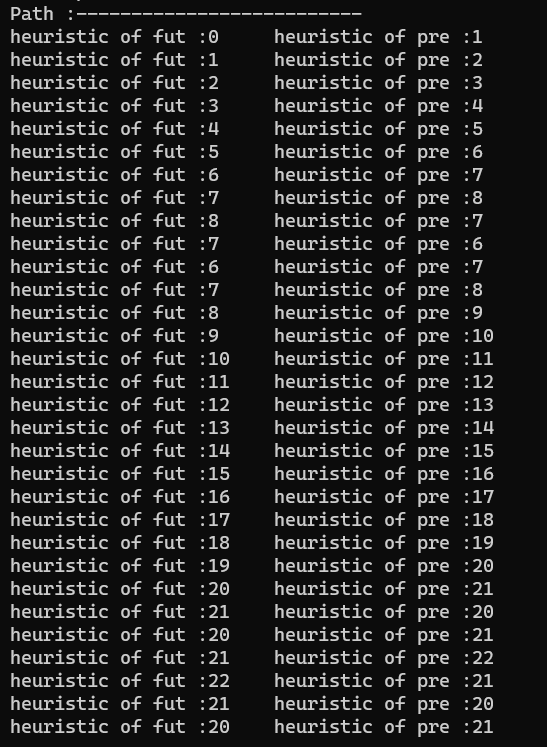 Path :--------------------------
heuristic of fut :0     heuristic of pre :1
heuristic of fut :1     heuristic of pre :2
heuristic of fut :2     heuristic of pre :3
heuristic of fut :3     heuristic of pre :4
heuristic of fut :4     heuristic of pre :5
heuristic of fut :5     heuristic of pre :6
heuristic of fut :6     heuristic of pre :7
heuristic of fut :7     heuristic of pre :8
heuristic of fut :8     heuristic of pre :7
heuristic of fut :7     heuristic of pre :6
heuristic of fut :6     heuristic of pre :7
heuristic of fut :7     heuristic of pre :8
heuristic of fut :8     heuristic of pre :9
heuristic of fut :9     heuristic of pre :10
heuristic of fut :10    heuristic of pre :11
heuristic of fut :11    heuristic of pre :12
heuristic of fut :12    heuristic of pre :13
heuristic of fut :13    heuristic of pre :14
heuristic of fut :14    heuristic of pre :15
heuristic of fut :15    heuristic of pre :16
heuristic of fut :16    heuristic of pre :17
heuristic of fut :17    heuristic of pre :18
heuristic of fut :18    heuristic of pre :19
heuristic of fut :19    heuristic of pre :20
heuristic of fut :20    heuristic of pre :21
heuristic of fut :21    heuristic of pre :20
heuristic of fut :20    heuristic of pre :21
heuristic of fut :21    heuristic of pre :22
heuristic of fut :22    heuristic of pre :21
heuristic of fut :21    heuristic of pre :20
heuristic of fut :20    heuristic of pre :21